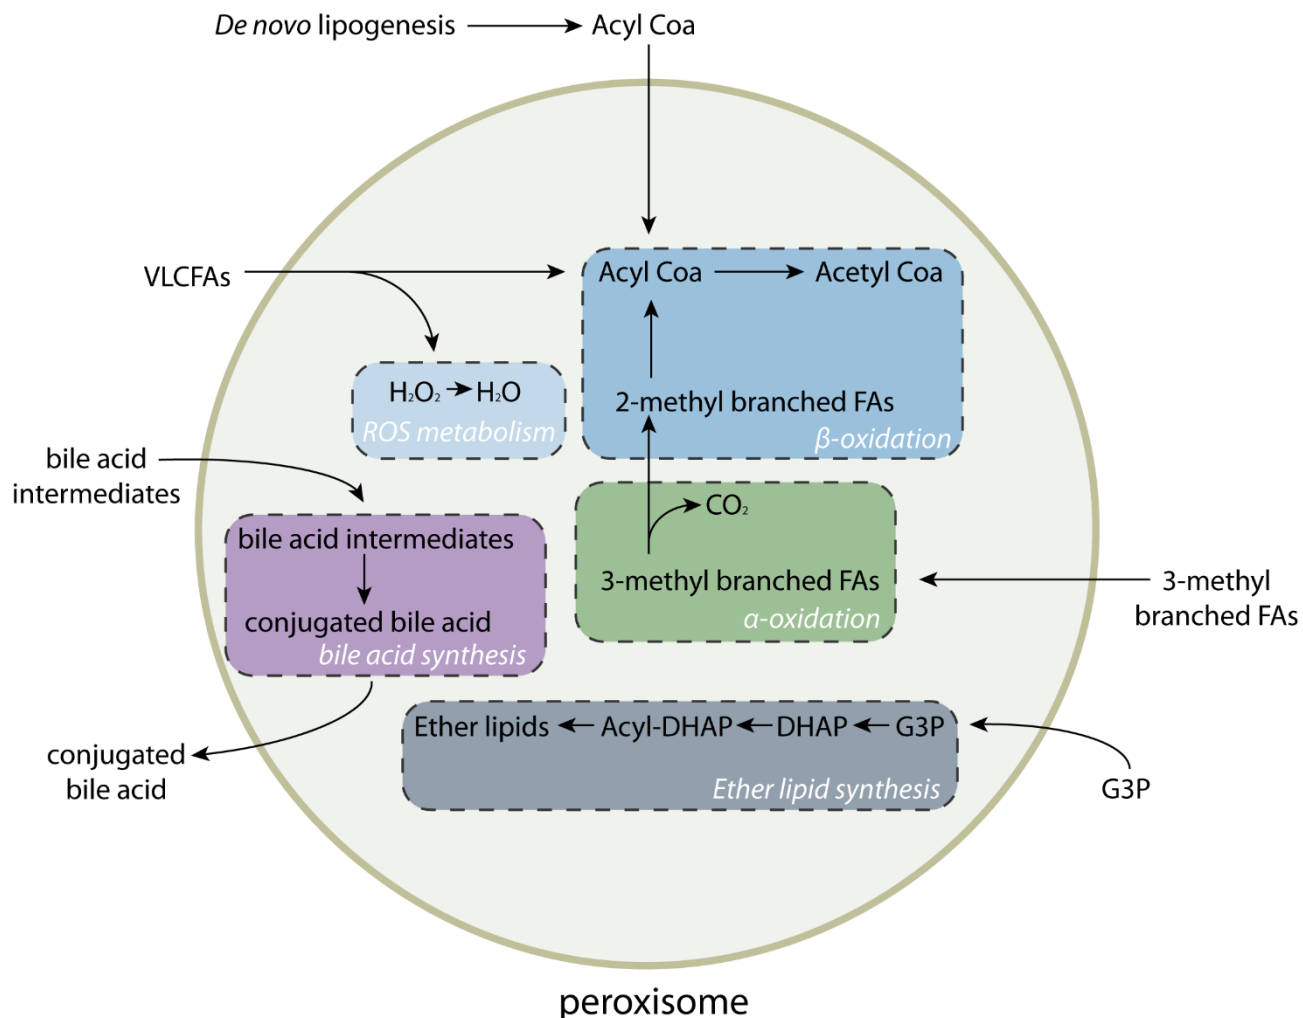 De novo lipogenesis
Acyl Coa
VLCFAs
Acyl Coa
Acetyl Coa
2-methyl branched FAs
β-oxidation
H₂O₂
H₂O
ROS metabolism
bile acid
intermediates
bile acid intermediates
conjugated bile acid
bile acid synthesis
CO₂
3-methyl branched FAs
α-oxidation
3-methyl
branched FAs
conjugated
bile acid
Ether lipids
Acyl-DHAP
DHAP
G3P
Ether lipid synthesis
G3P
peroxisome